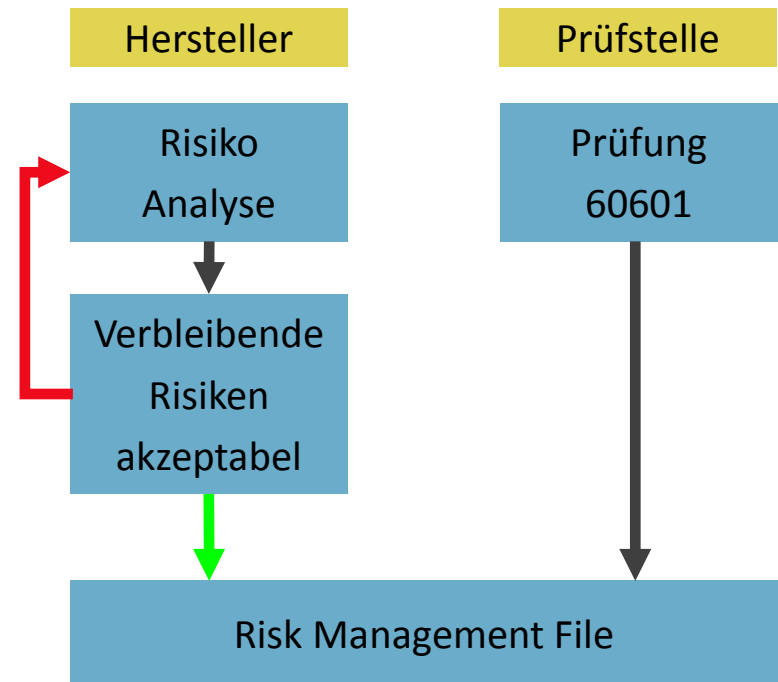 Hersteller
Prüfstelle
Risiko
Analyse
Prüfung
60601
Verbleibende
Risiken
akzeptabel
Risk Management File